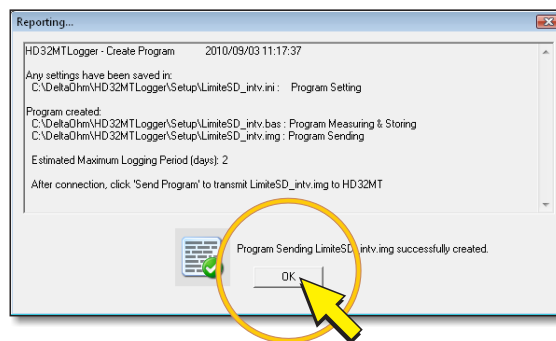 Reporting...
HD32MTLogger - Create Program 2010/09/03 11:17:37
Any settings have been saved in:
C:\DeltaOhm\HD32MTLogger\Setup\LimiteSD_intv.ini : Program Setting
Program created:
C:\DeltaOhm\HD32MTLogger\Setup\LimiteSD_intv.bas : Program Measuring & Storing
C:\DeltaOhm\HD32MTLogger\Setup\LimiteSD_intv.img : Program Sending
Estimated Maximum Logging Period (days): 2
After connection, click 'Send Program' to transmit LimiteSD_intv.img to HD32MT
Program Sending LimiteSD_intv.img successfully created.
OK